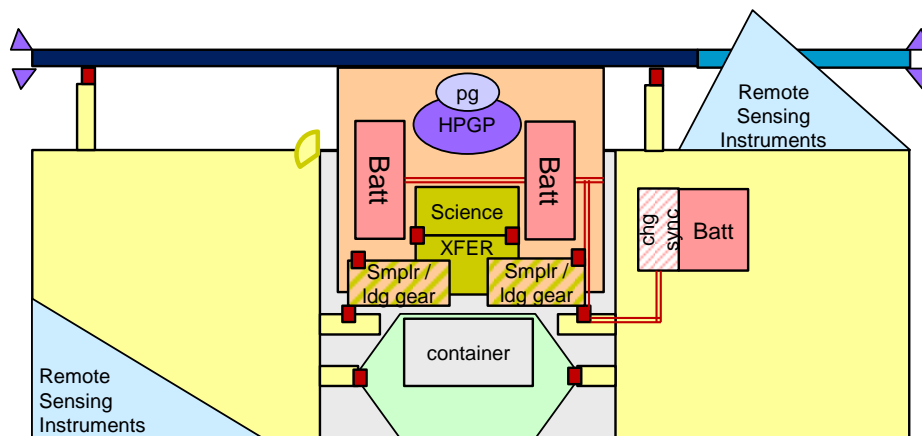 pg
HPGP
Remote
Sensing
Instruments
Batt
Batt
Science
XFER
chg
sync
Batt
Smplr /
ldg gear
Smplr /
ldg gear
container
Remote
Sensing
Instruments